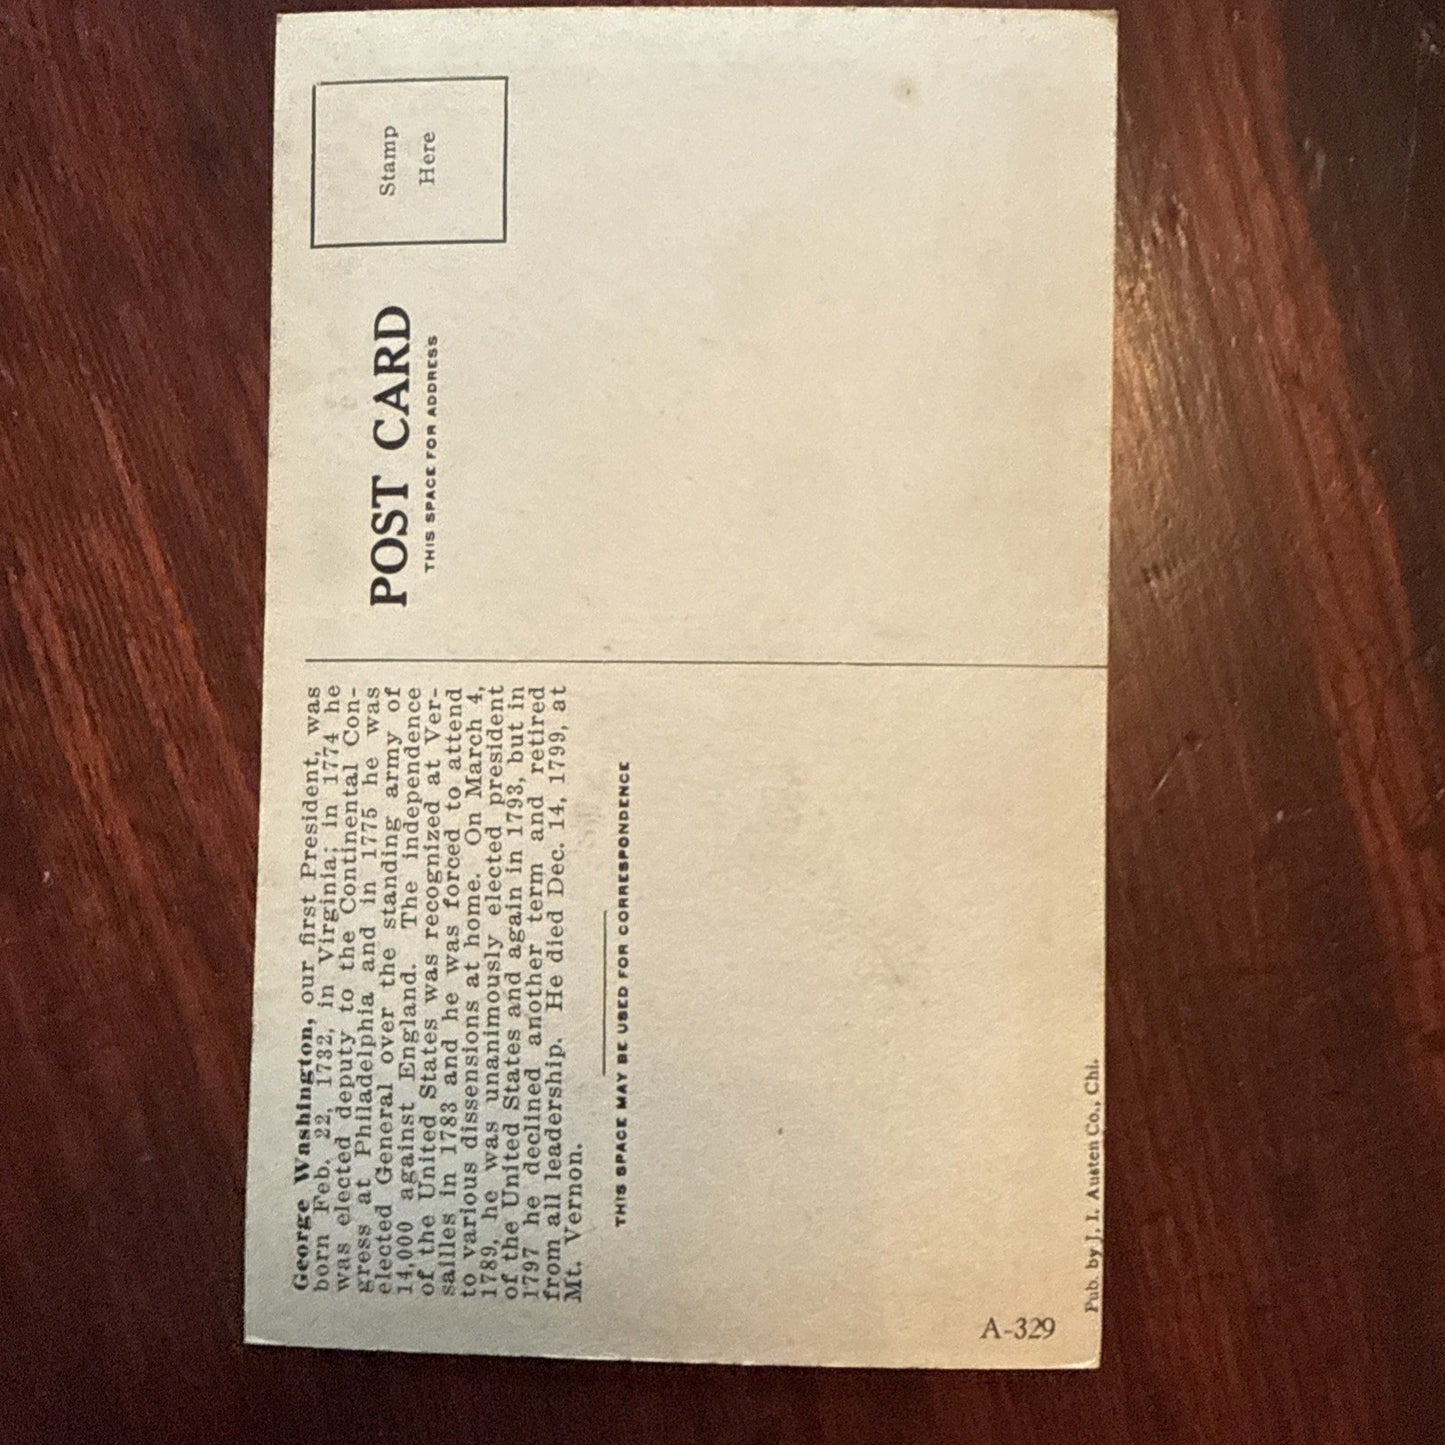 George Washington, our first President, was
born Feb. 22, 1732, in Virginia; in 1774 he
was elected deputy to the Continental Con-
gress at Philadelphia and in 1775 he was
elected General over the standing army of
14,000 against England. The independence
of the United States was recognized at Ver-
sailles in 1783 and he was forced to attend
to various dissensions at home. On March 4,
1789, he was unanimously elected president
of the United States and again in 1793, but in
1797 he declined another term and retired
from all leadership. He died Dec. 14, 1799, at
Mt. Vernon.
THIS SPACE MAY BE USED FOR CORRESPONDENCE
POST CARD
THIS SPACE FOR ADDRESS
Stamp
Here
A-329
Pub. by J. I. Austen Co., Chi.